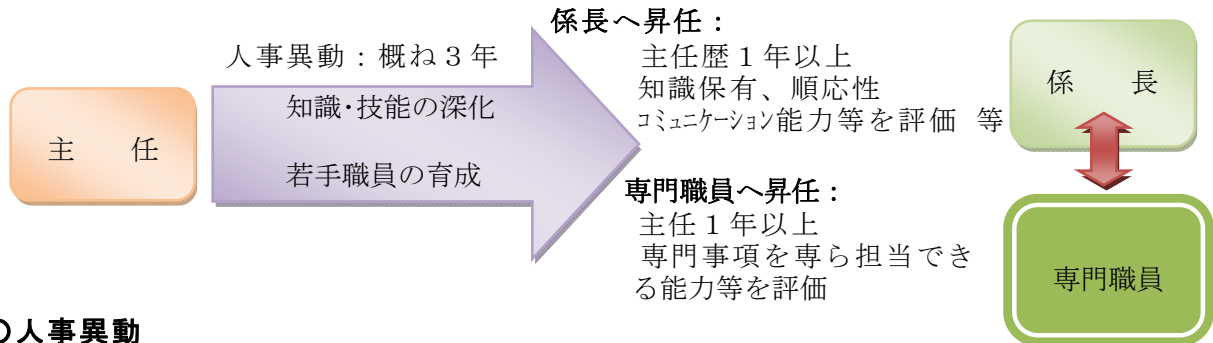 主　任
人事異動：概ね３年
知識・技能の深化
若手職員の育成
係長へ昇任：
主任歴１年以上
知識保有、順応性
ｺﾐｭﾆｹｰｼｮﾝ能力等を評価 等
専門職員へ昇任：
主任１年以上
専門事項を専ら担当でき
る能力等を評価
係　長
専門職員
の人事異動